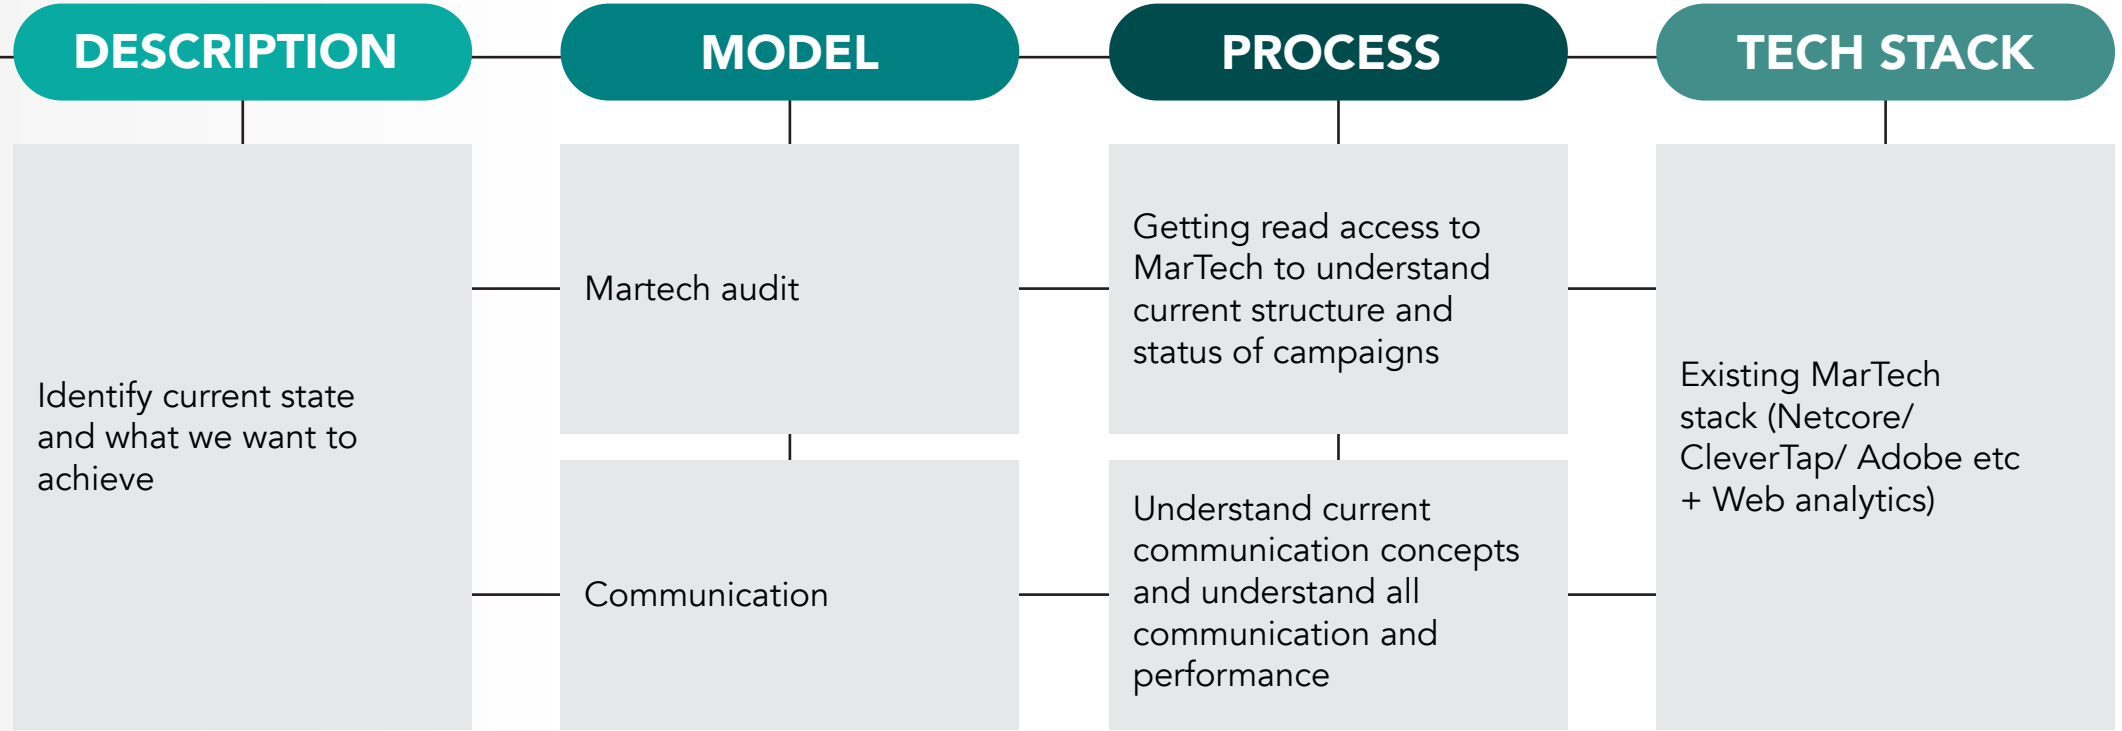 DESCRIPTION
MODEL
PROCESS
TECH STACK
Identify current state
and what we want to
achieve
Martech audit
Getting read access to
MarTech to understand
current structure and
status of campaigns
Communication
Understand current
communication concepts
and understand all
communication and
performance
Existing MarTech
stack (Netcore/
CleverTap/ Adobe etc
+ Web analytics)